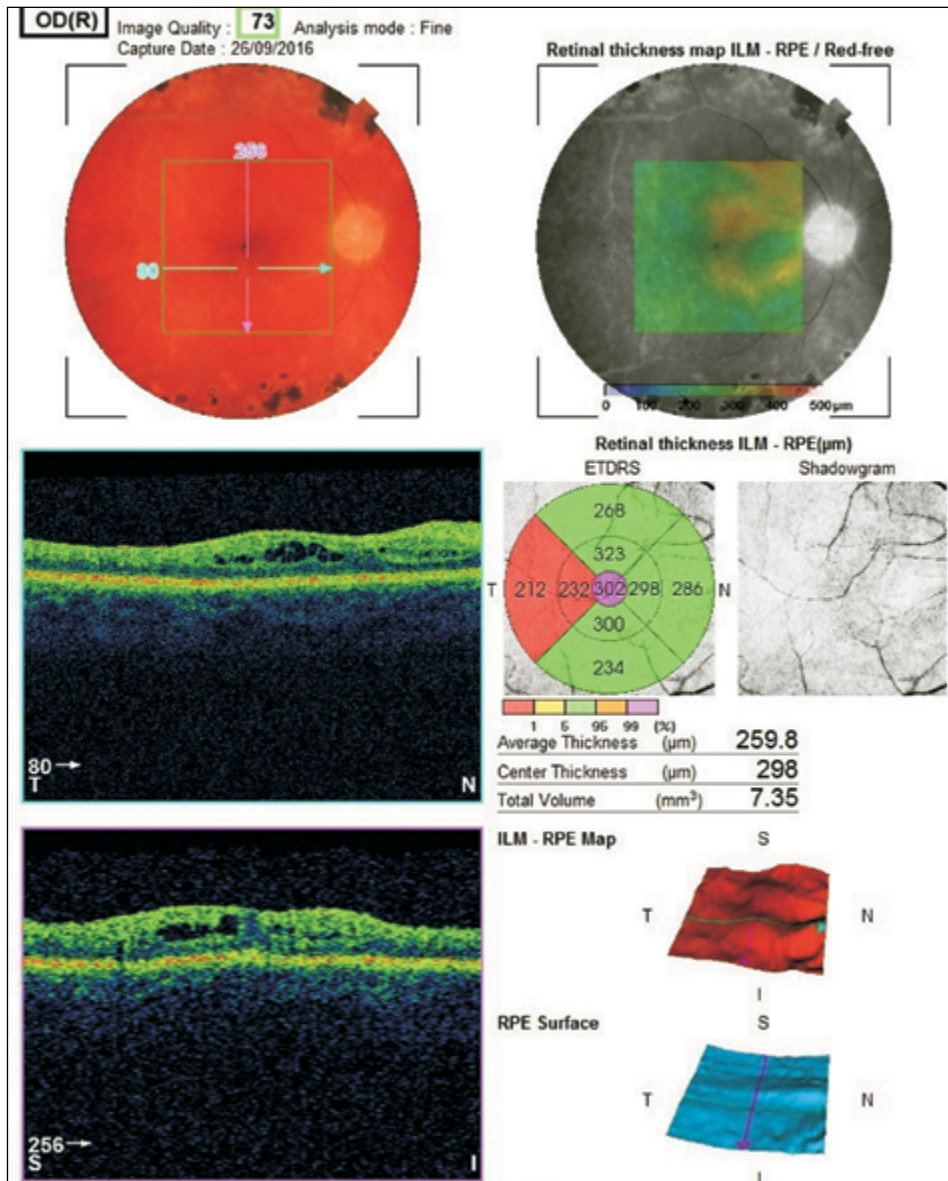 OD(R) Image Quality : 73 Analysis mode : Fine
Capture Date : 26/09/2016
Retinal thickness map ILM - RPE / Red-free
256
80
0 100 200 300 400 500µm
Retinal thickness ILM - RPE(µm)
ETDRS Shadowgram
268
323
T 212 232 302 298 286 N
300
234
1 5 95 99 (%)
Average Thickness (µm) 259.8
Center Thickness (µm) 298
Total Volume (mm³) 7.35
80
T N
ILM - RPE Map S
T N
I
RPE Surface S
T N
I
256
S I